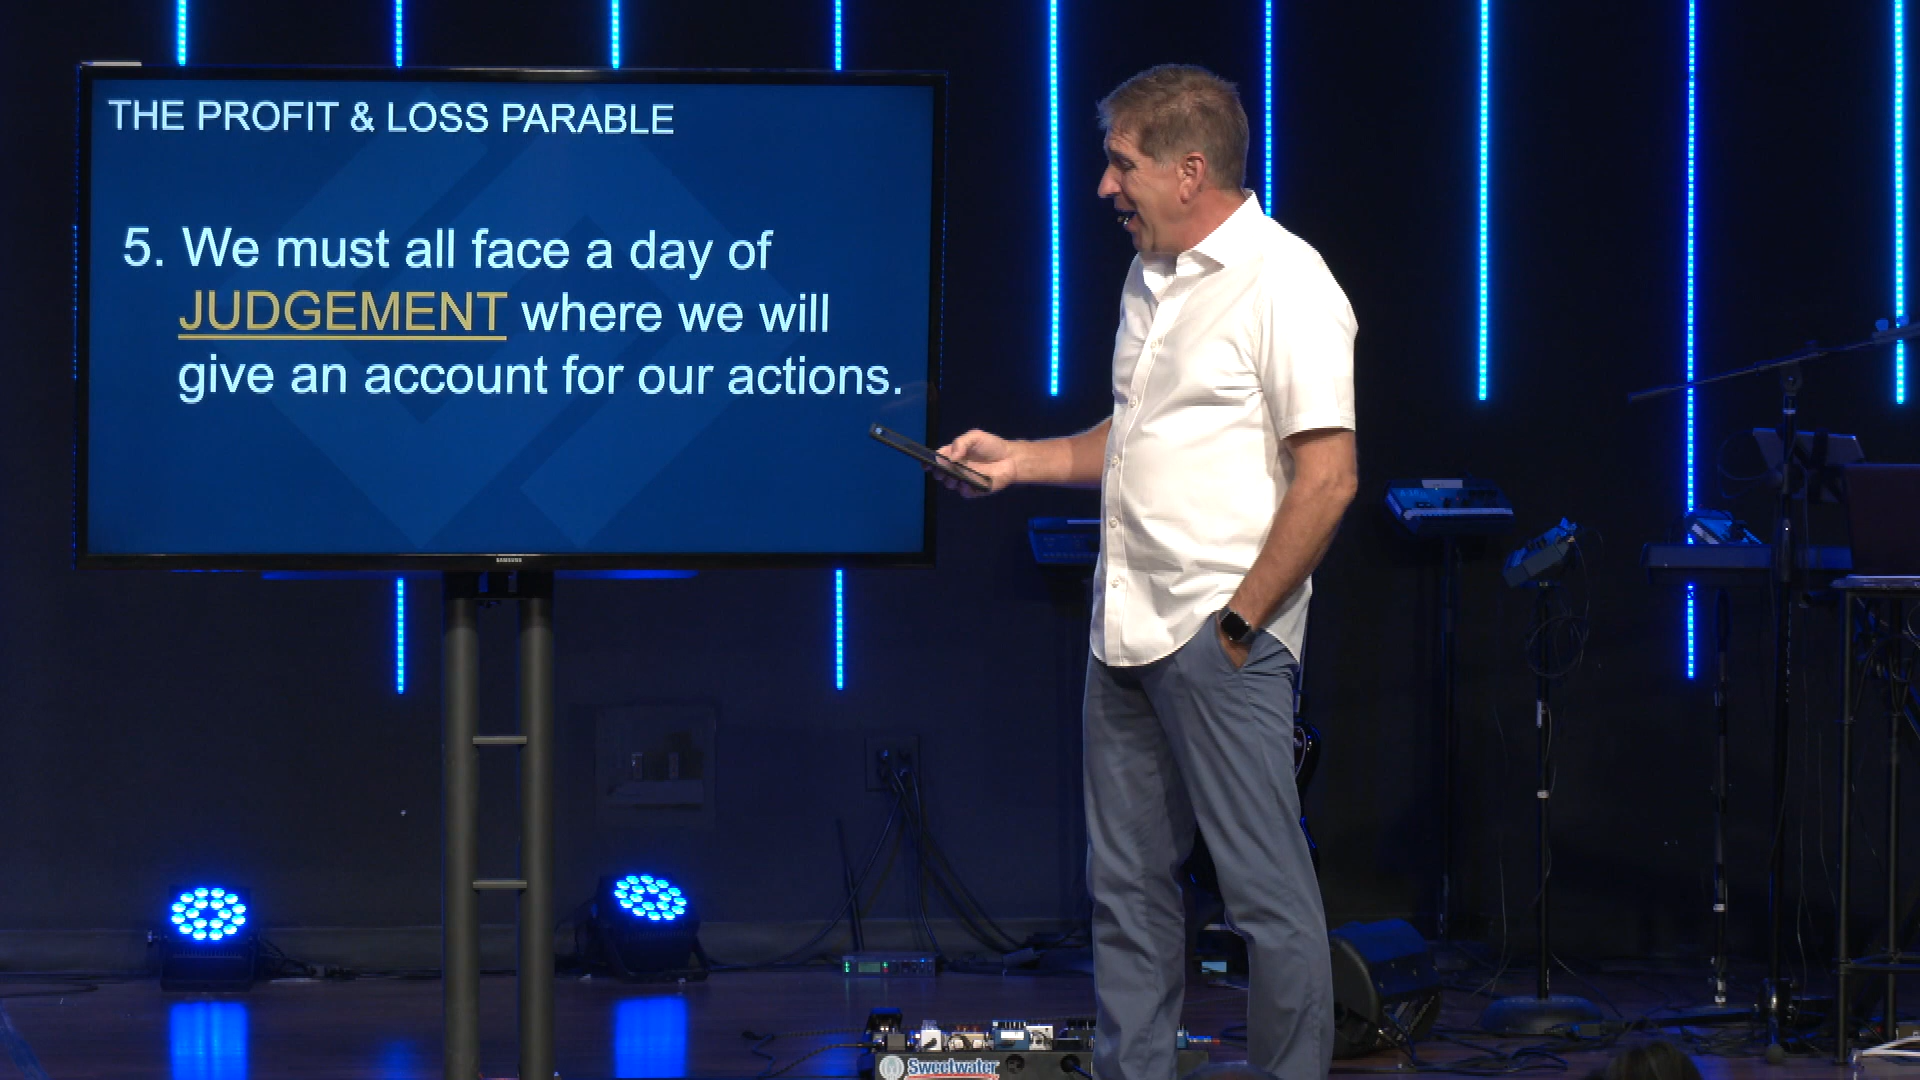 THE PROFIT & LOSS PARABLE
5. We must all face a day of
JUDGEMENT where we will
give an account for our actions.
SAMSUNG
Sweetwater